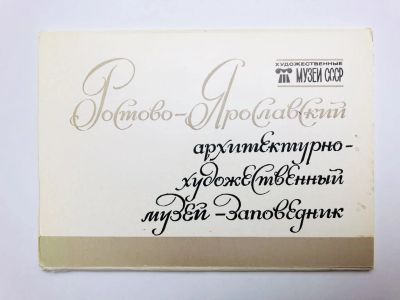 ХУДОЖЕСТВЕННЫЕ
МУЗЕИ СССР
Ростово-Ярославский
архитектурно-
художественный
музей-заповедник